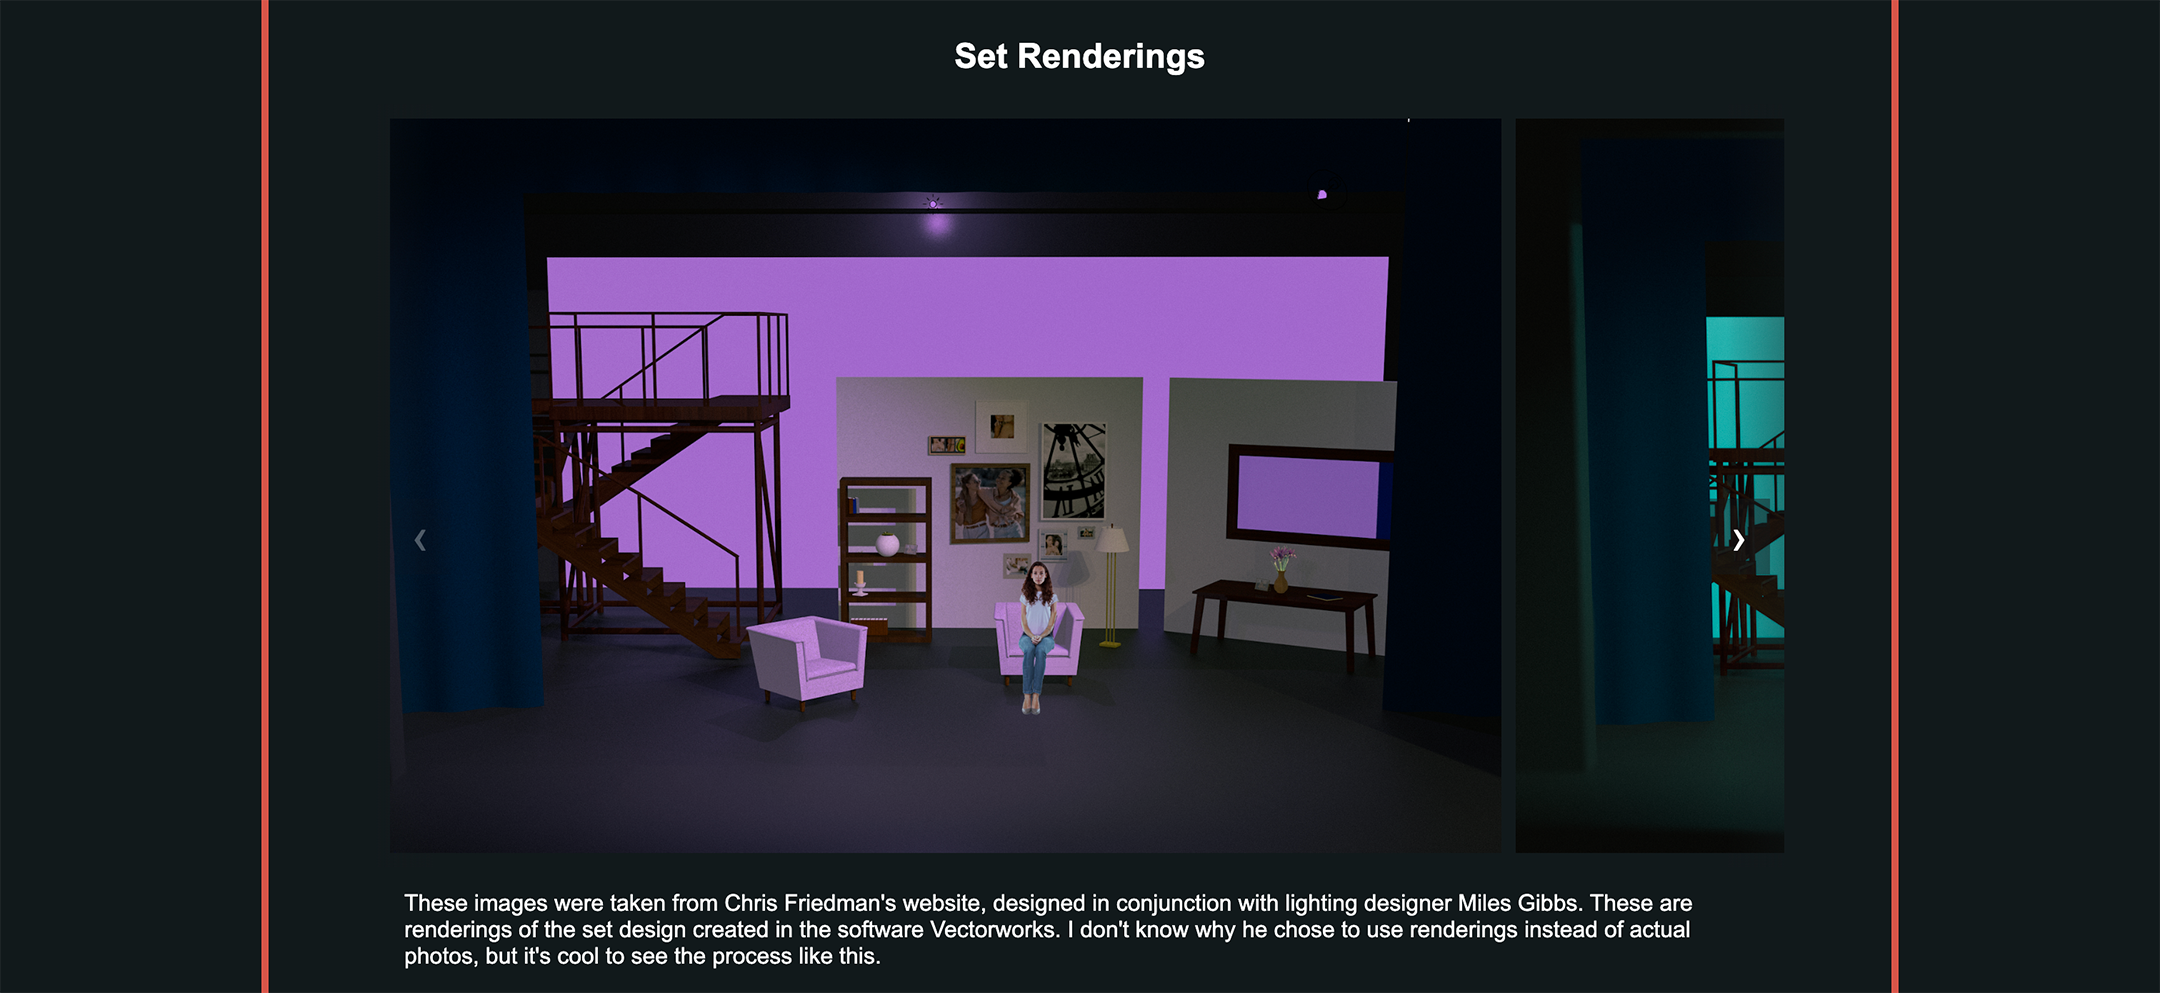 Set Renderings
These images were taken from Chris Friedman's website, designed in conjunction with lighting designer Miles Gibbs. These are
renderings of the set design created in the software Vectorworks. I don't know why he chose to use renderings instead of actual
photos, but it's cool to see the process like this.